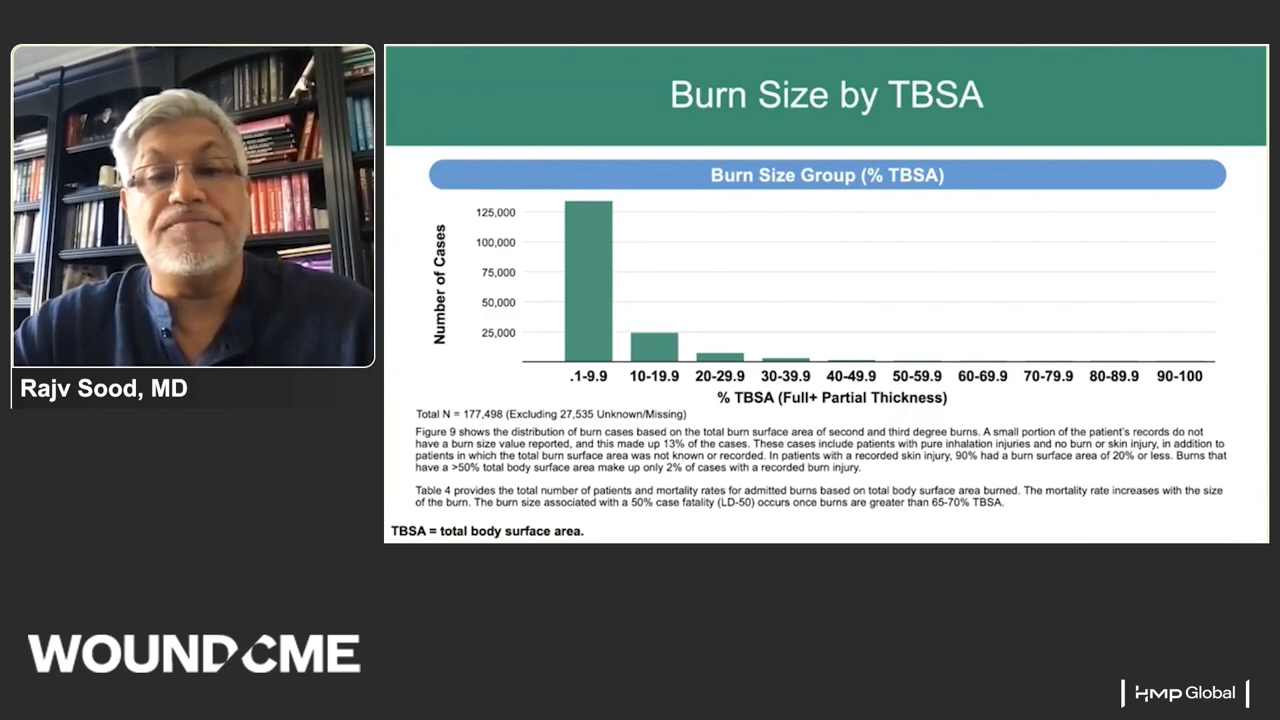 Burn Size by TBSA
Burn Size Group (% TBSA)
Number of Cases
125,000
100,000
75,000
50,000
25,000
.1-9.9 10-19.9 20-29.9 30-39.9 40-49.9 50-59.9 60-69.9 70-79.9 80-89.9 90-100
% TBSA (Full+ Partial Thickness)
Total N = 177,498 (Excluding 27,535 Unknown/Missing)
Figure 9 shows the distribution of burn cases based on the total burn surface area of second and third degree burns. A small portion of the patient's records do not
have a burn size value reported, and this made up 13% of the cases. These cases include patients with pure inhalation injuries and no burn or skin injury, in addition to
patients in which the total burn surface area was not known or recorded. In patients with a recorded skin injury, 90% had a burn surface area of 20% or less. Burns that
have a >50% total body surface area make up only 2% of cases with a recorded burn injury.
Table 4 provides the total number of patients and mortality rates for admitted burns based on total body surface area burned. The mortality rate increases with the size
of the burn. The burn size associated with a 50% case fatality (LD-50) occurs once burns are greater than 65-70% TBSA.
TBSA = total body surface area.
Rajv Sood, MD
WOUNDCME
HMP Global